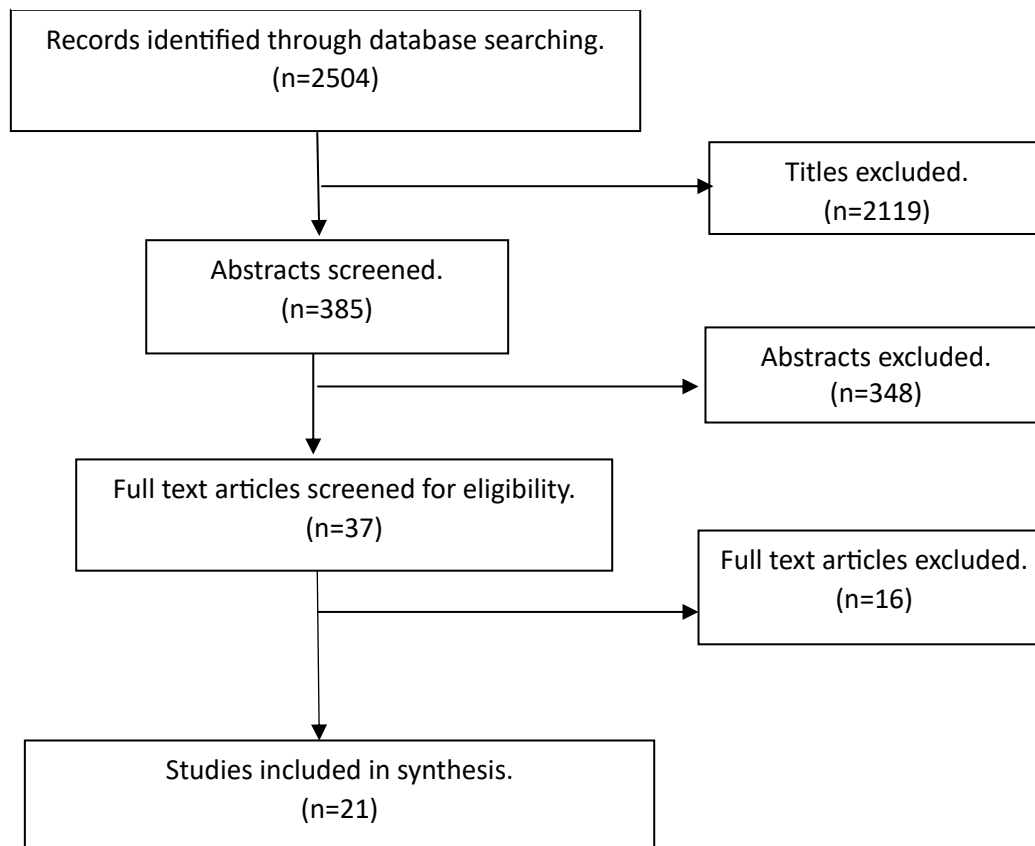 Records identified through database searching.
(n=2504)
Titles excluded.
(n=2119)
Abstracts screened.
(n=385)
Abstracts excluded.
(n=348)
Full text articles screened for eligibility.
(n=37)
Full text articles excluded.
(n=16)
Studies included in synthesis.
(n=21)